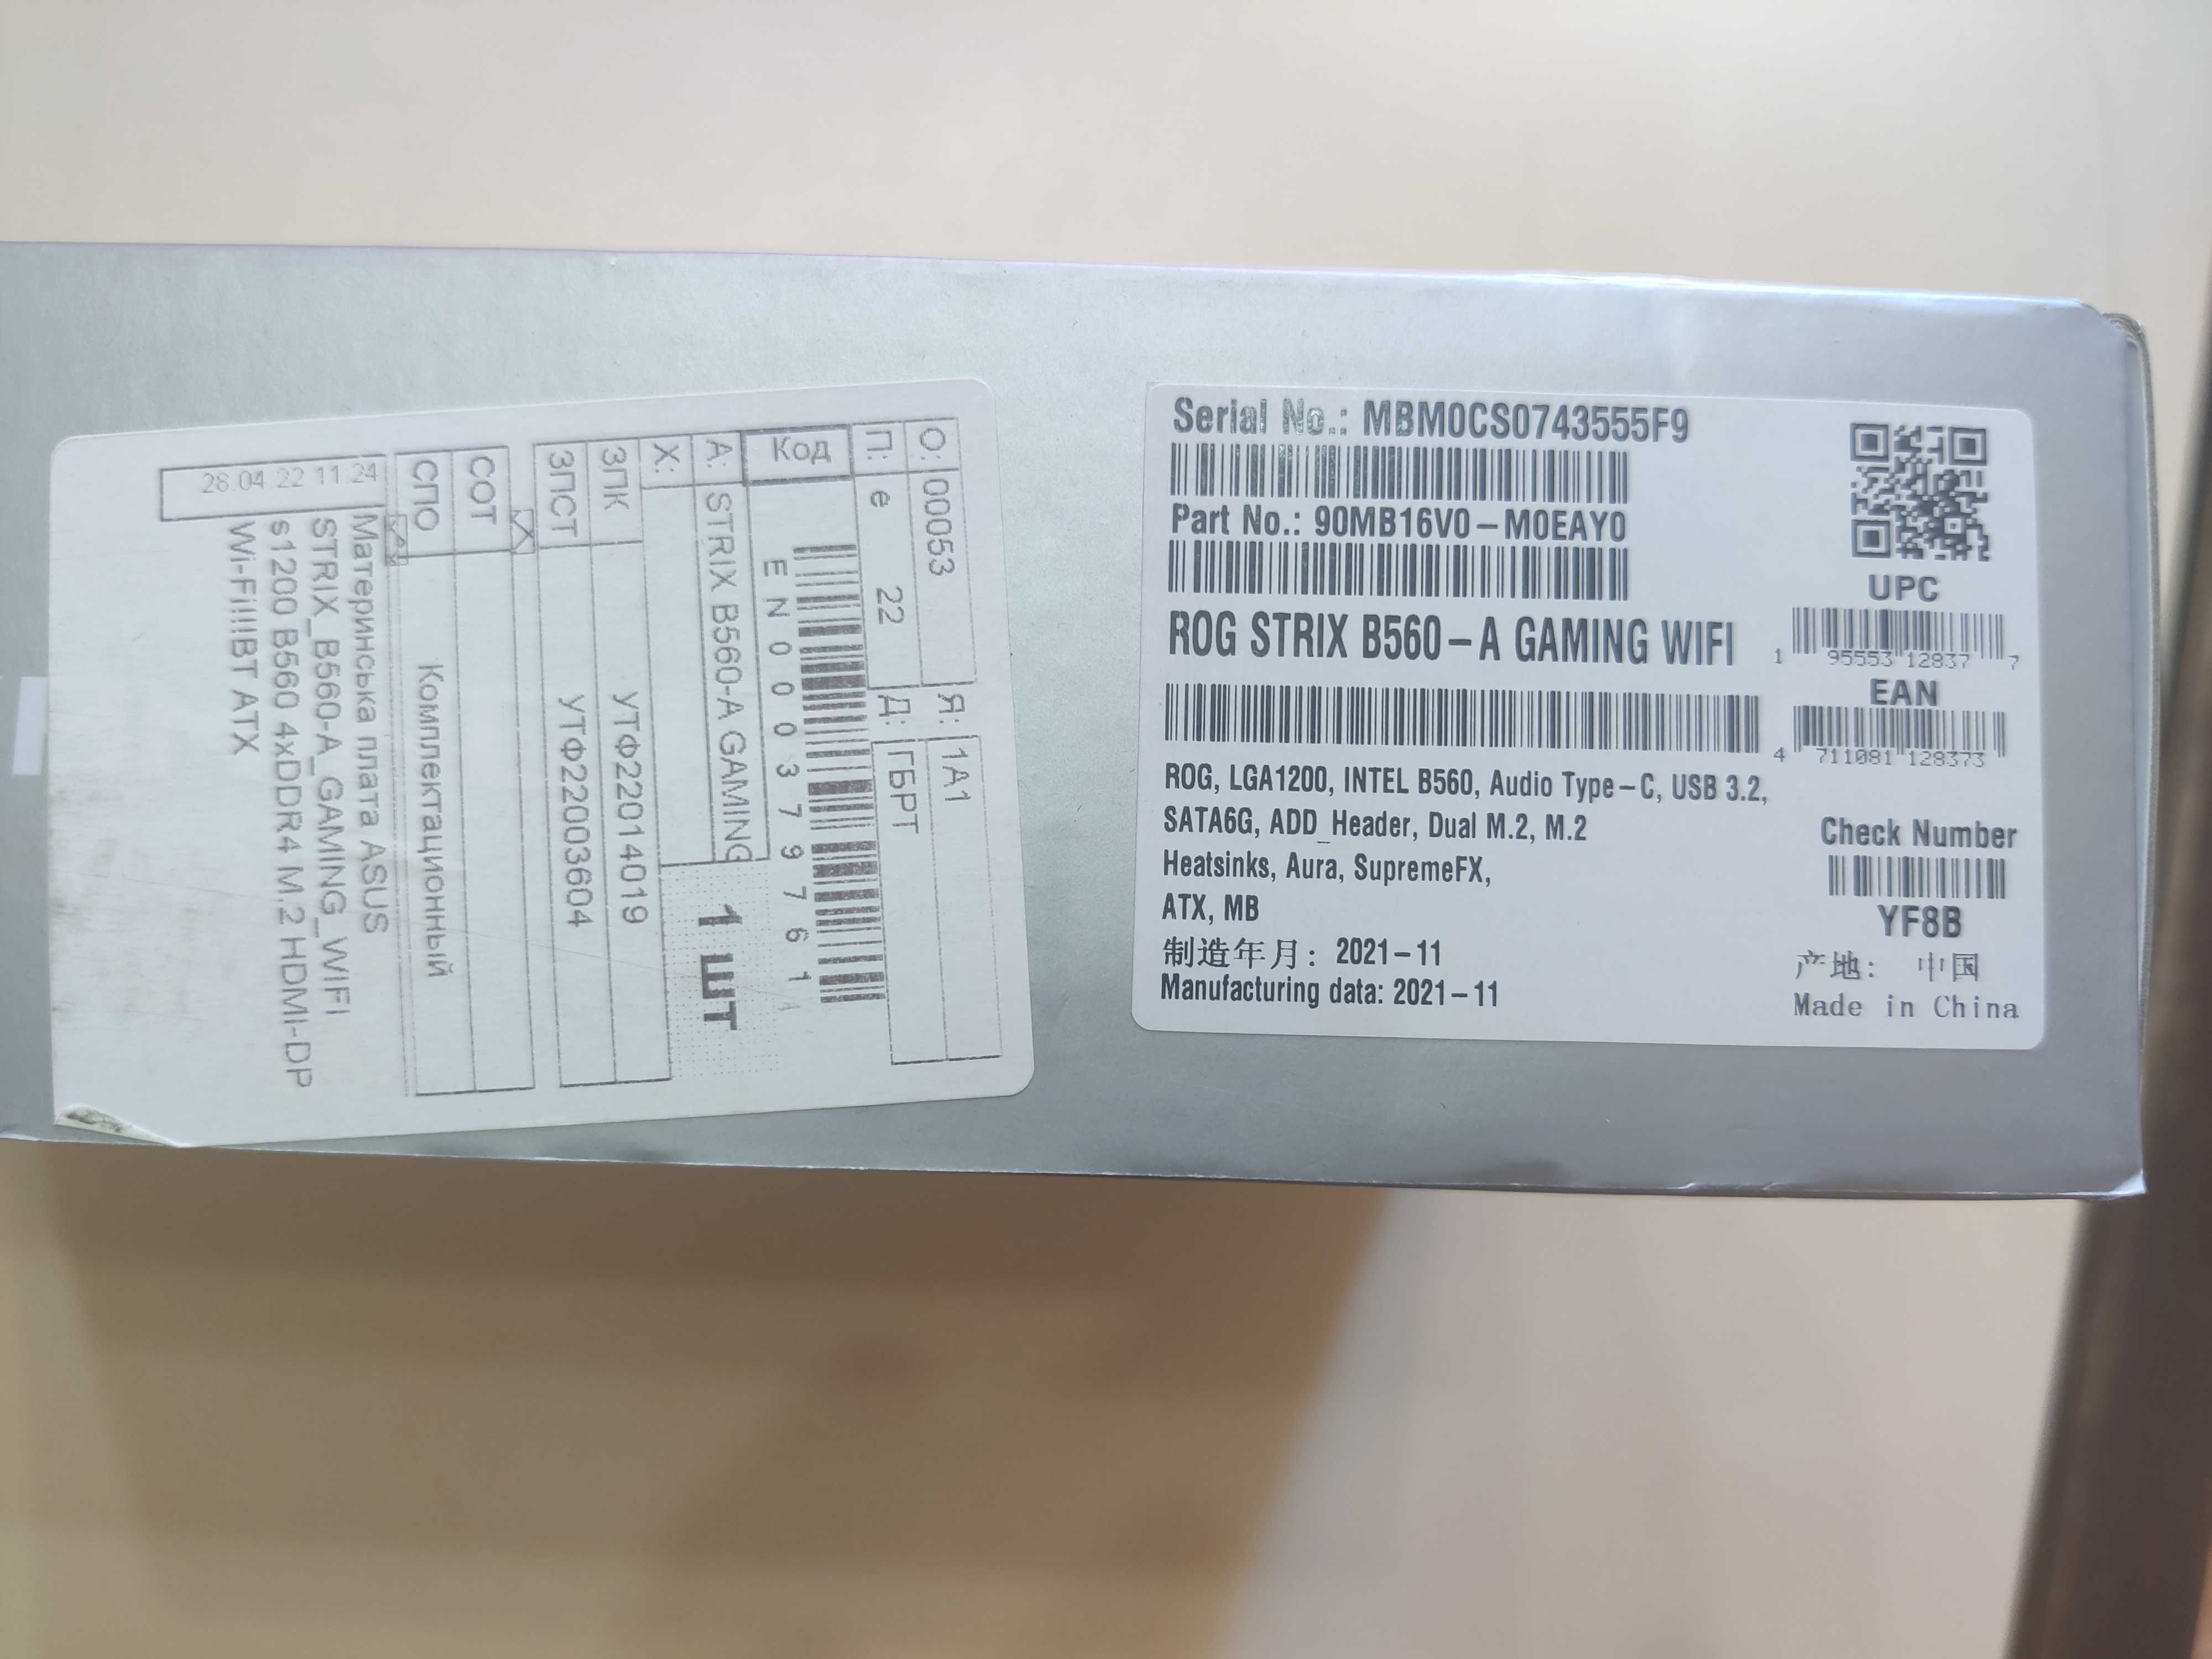 Serial No.: MBM0CS0743555F9
Part No.: 90MB16V0-M0EAY0
ROG STRIX B560-A GAMING WIFI
ROG, LGA1200, INTEL B560, Audio Type-C, USB 3.2,
SATA6G, ADD_Header, Dual M.2, M.2
Heatsinks, Aura, SupremeFX,
ATX, MB
制造年月: 2021-11
Manufacturing data: 2021-11
UPC
1 95553 12837 7
EAN
4 711081 128373
Check Number
YF8B
产地: 中国
Made in China
О: 00053 Я: 1А1
П: е 22 Д: ГБРТ
Код
EN000379761
А: STRIX B560-A GAMING
Х:
1 шт
ЗПК УТФ22014019
ЗПСТ УТФ2203604
СОТ
СПО Комплектационный
28.04.22 11:24
Материнська плата ASUS
STRIX_B560-A_GAMING_WIFI
s1200 B560 4xDDR4 M.2 HDMI-DP
Wi-Fi!!!BT ATX